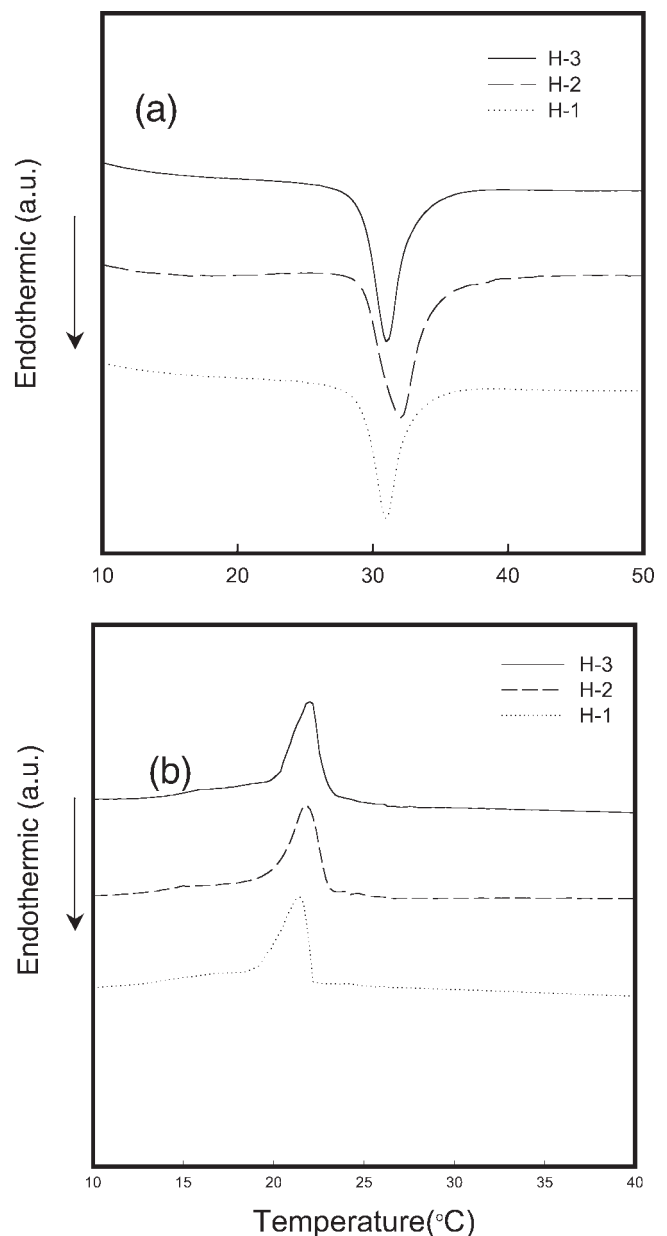 H-3
H-2
H-1
(a)
Endothermic (a.u.)
10 20 30 40 50
H-3
H-2
H-1
(b)
Endothermic (a.u.)
10 15 20 25 30 35 40
Temperature(°C)